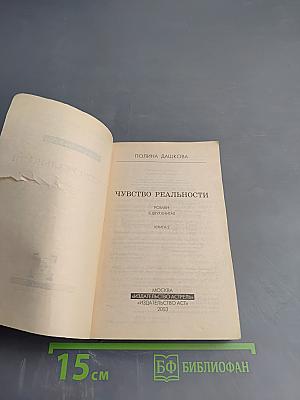 ПОЛИНА ДАШКОВА
ЧУВСТВО РЕАЛЬНОСТИ
РОМАН
В ДВУХ КНИГАХ
КНИГА 2
МОСКВА
«ИЗДАТЕЛЬСТВО АСТРЕЛЬ»
«ИЗДАТЕЛЬСТВО АСТ»
2003
15 см
БФ БИБЛИОФАН